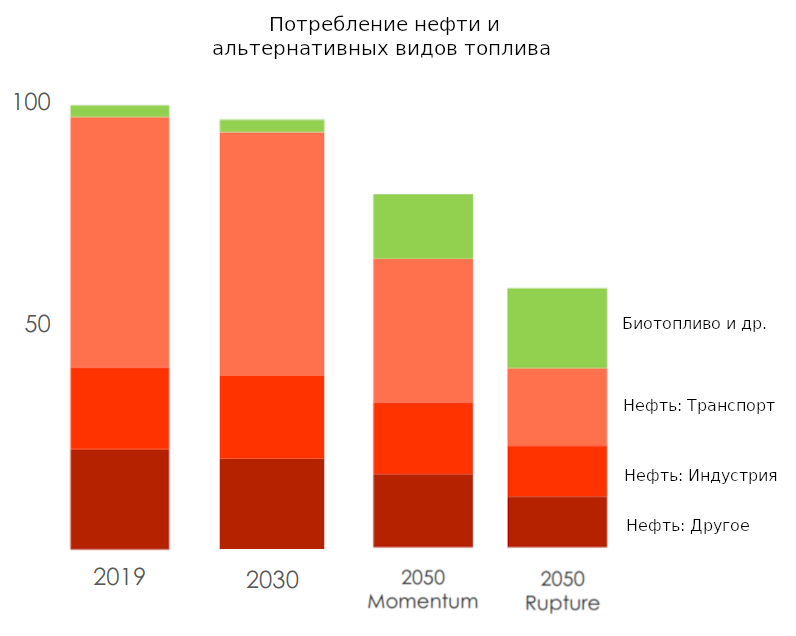 Потребление нефти и
альтернативных видов топлива
100
50
Биотопливо и др.
Нефть: Транспорт
Нефть: Индустрия
Нефть: Другое
2019
2030
2050
Momentum
2050
Rupture